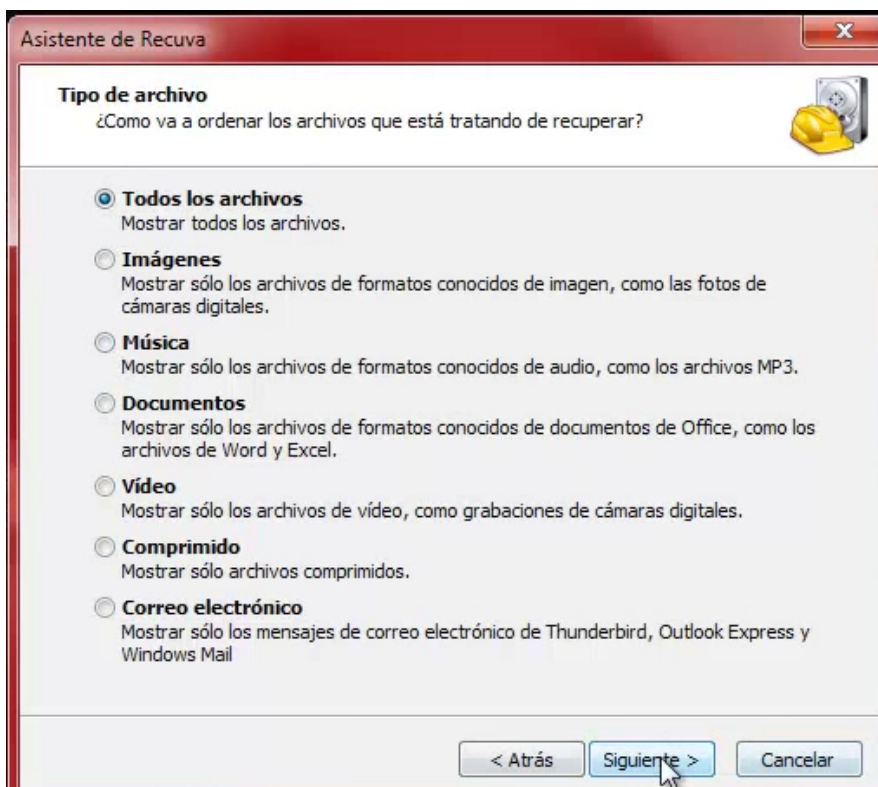 Asistente de Recuva
Tipo de archivo
¿Como va a ordenar los archivos que está tratando de recuperar?
Todos los archivos
Mostrar todos los archivos.
Imágenes
Mostrar sólo los archivos de formatos conocidos de imagen, como las fotos de
cámaras digitales.
Música
Mostrar sólo los archivos de formatos conocidos de audio, como los archivos MP3.
Documentos
Mostrar sólo los archivos de formatos conocidos de documentos de Office, como los
archivos de Word y Excel.
Vídeo
Mostrar sólo los archivos de vídeo, como grabaciones de cámaras digitales.
Comprimido
Mostrar sólo archivos comprimidos.
Correo electrónico
Mostrar sólo los mensajes de correo electrónico de Thunderbird, Outlook Express y
Windows Mail
< Atrás Siguiente > Cancelar